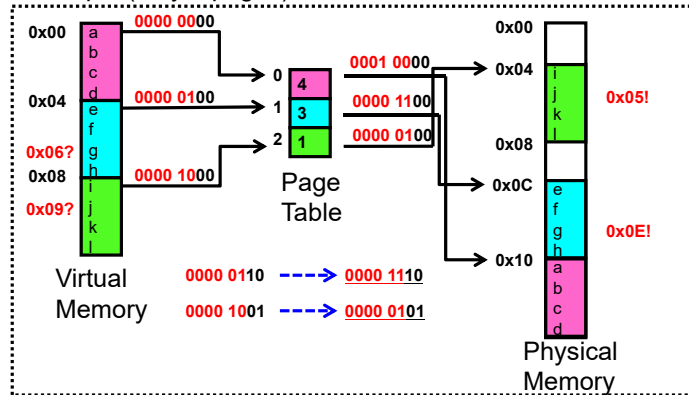 0x00
a
b
c
d
0x04
e
f
g
h
0x06?
0x08
i
j
k
l
0x09?
Virtual
Memory
0000 0000
0000 0100
0000 1000
0
4
1
3
2
1
Page
Table
0001 0000
0000 1100
0000 0100
0000 0110
0000 1110
0000 1001
0000 0101
0x00
0x04
i
j
k
l
0x05!
0x08
0x0C
e
f
g
h
0x0E!
0x10
a
b
c
d
Physical
Memory